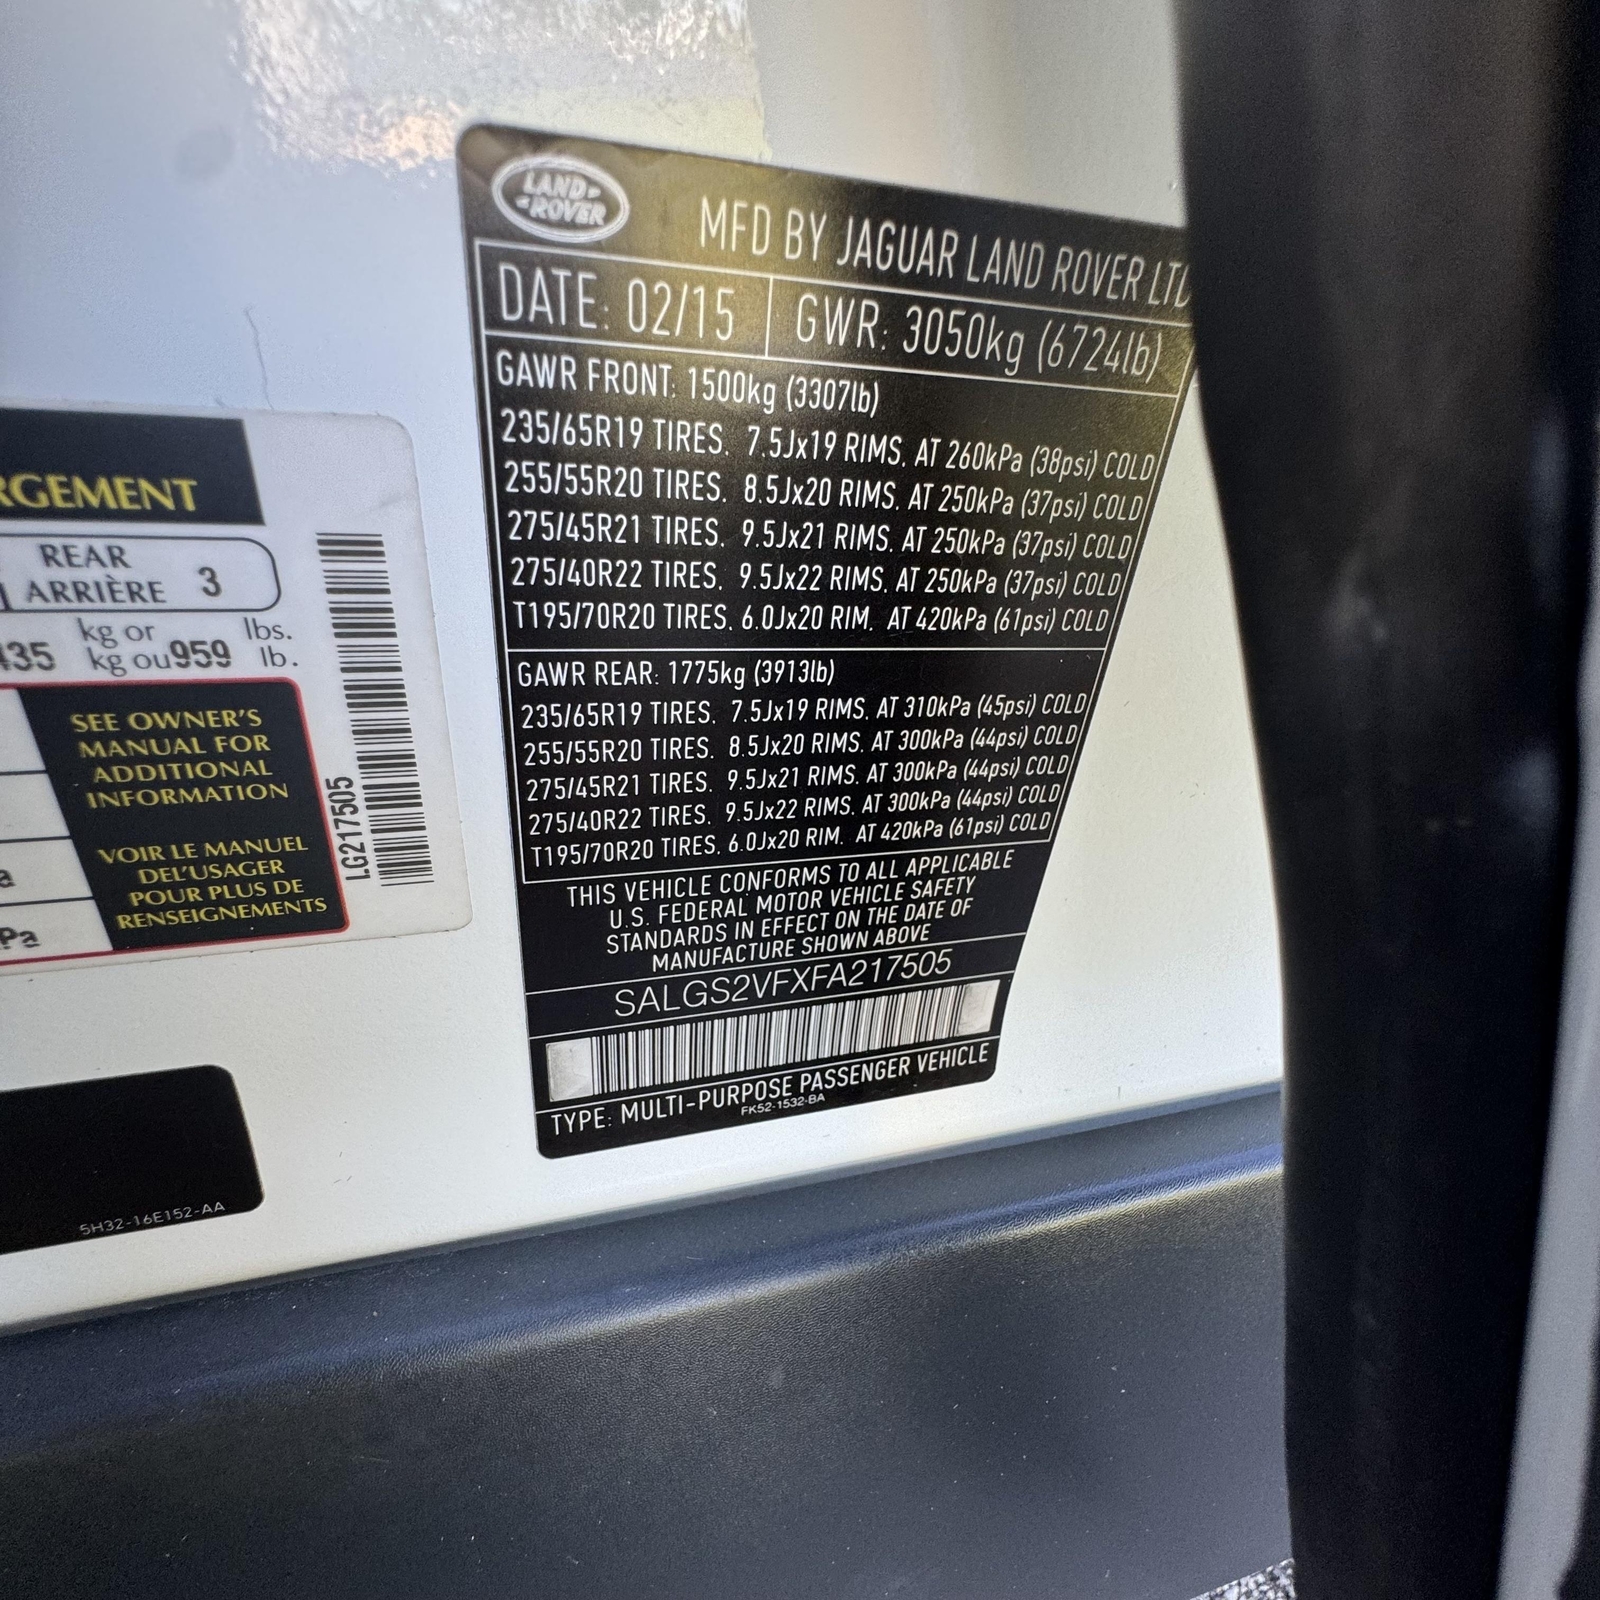 LAND-
-ROVER
MFD BY JAGUAR LAND ROVER LTD
DATE: 02/15 GWR: 3050kg (6724lb)
GAWR FRONT: 1500kg (3307lb)
235/65R19 TIRES. 7.5Jx19 RIMS. AT 260kPa (38psi) COLD
255/55R20 TIRES. 8.5Jx20 RIMS. AT 250kPa (37psi) COLD
275/45R21 TIRES. 9.5Jx21 RIMS. AT 250kPa (37psi) COLD
275/40R22 TIRES. 9.5Jx22 RIMS. AT 250kPa (37psi) COLD
T195/70R20 TIRES. 6.0Jx20 RIM. AT 420kPa (61psi) COLD
GAWR REAR: 1775kg (3913lb)
235/65R19 TIRES. 7.5Jx19 RIMS. AT 310kPa (45psi) COLD
255/55R20 TIRES. 8.5Jx20 RIMS. AT 300kPa (44psi) COLD
275/45R21 TIRES. 9.5Jx21 RIMS. AT 300kPa (44psi) COLD
275/40R22 TIRES. 9.5Jx22 RIMS. AT 300kPa (44psi) COLD
T195/70R20 TIRES. 6.0Jx20 RIM. AT 420kPa (61psi) COLD
THIS VEHICLE CONFORMS TO ALL APPLICABLE
U.S. FEDERAL MOTOR VEHICLE SAFETY
STANDARDS IN EFFECT ON THE DATE OF
MANUFACTURE SHOWN ABOVE
SALGS2VFXFA217505
TYPE: MULTI-PURPOSE PASSENGER VEHICLE
FK52-1532-BA
RGEMENT
REAR
ARRIÈRE 3
kg or lbs.
435 kg ou 959 lb.
SEE OWNER'S
MANUAL FOR
ADDITIONAL
INFORMATION
VOIR LE MANUEL
DEL'USAGER
POUR PLUS DE
RENSEIGNEMENTS
a
Pa
LG217505
5H32-16E152-AA